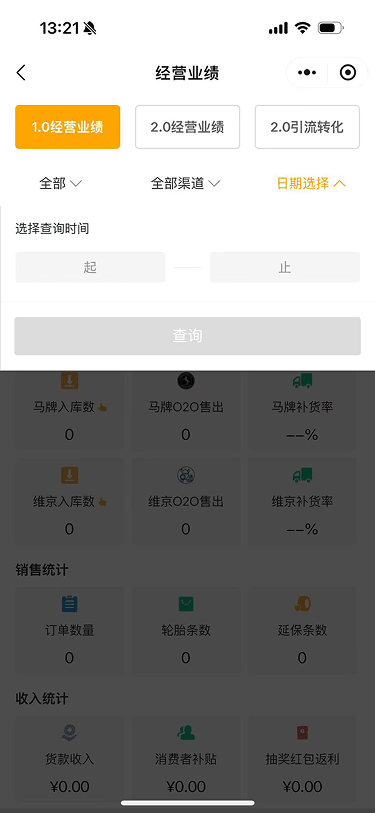 13:21
经营业绩
1.0经营业绩 2.0经营业绩 2.0引流转化
全部 全部渠道 日期选择
选择查询时间
起 止
查询
马牌入库数 马牌O2O售出 马牌补货率
0 0 --%
维京入库数 维京O2O售出 维京补货率
0 0 --%
销售统计
订单数量 轮胎条数 延保条数
0 0 0
收入统计
货款收入 消费者补贴 抽奖红包返利
¥0.00 ¥0.00 ¥0.00